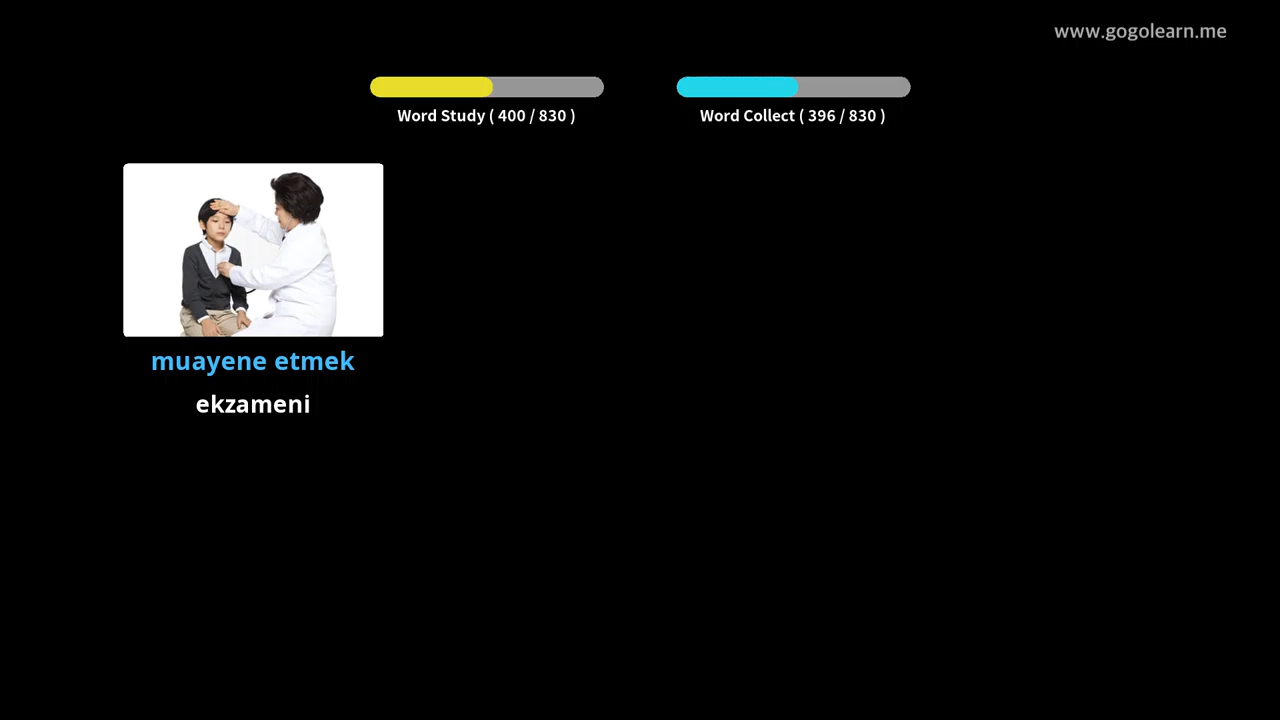 www.gogolearn.me
Word Study ( 400 / 830 )
Word Collect ( 396 / 830 )
muayene etmek
ekzameni